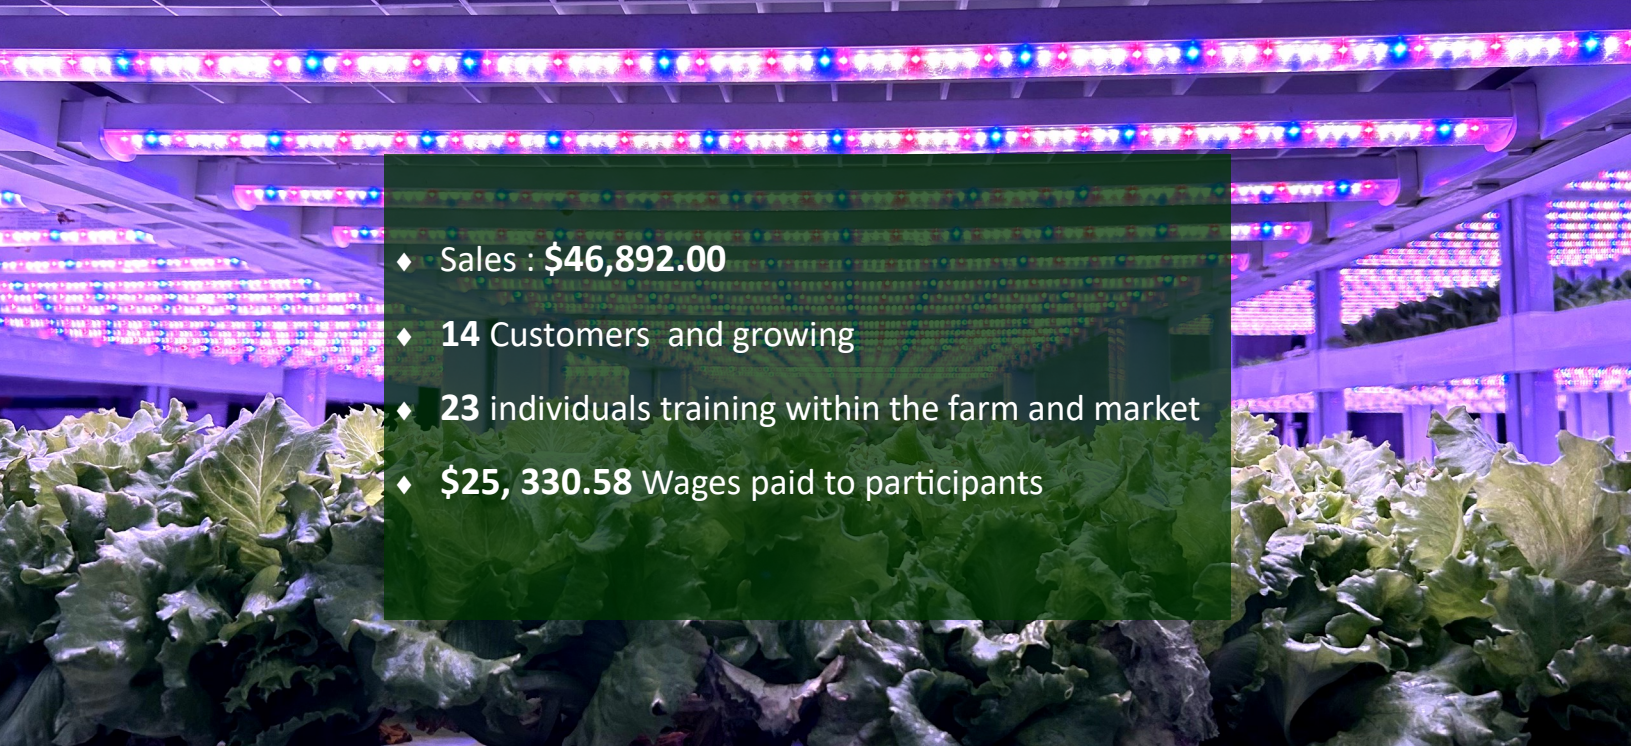 ♦ Sales : $46,892.00
♦ 14 Customers  and growing
♦ 23 individuals training within the farm and market
♦ $25, 330.58 Wages paid to participants